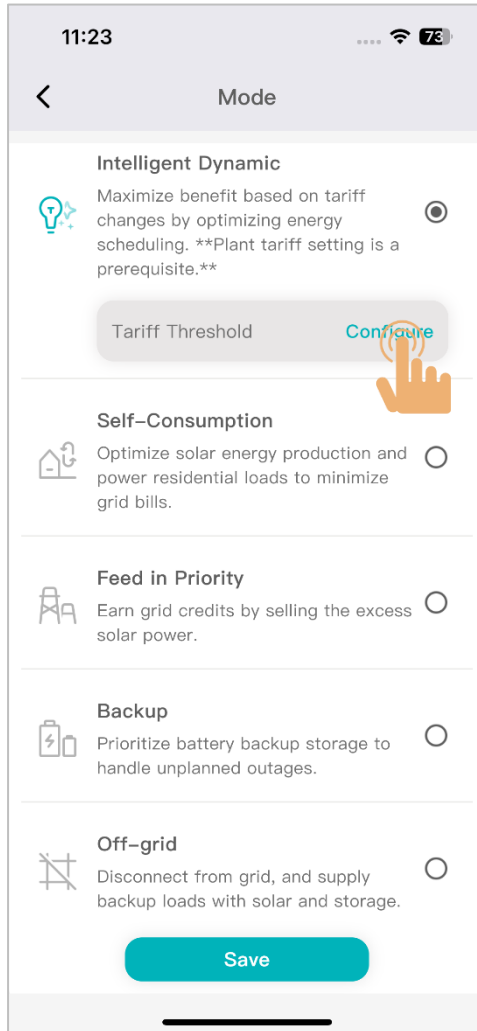 11:23
73
Mode
Intelligent Dynamic
Maximize benefit based on tariff
changes by optimizing energy
scheduling. **Plant tariff setting is a
prerequisite.**
Tariff Threshold Configure
Self-Consumption
Optimize solar energy production and
power residential loads to minimize
grid bills.
Feed in Priority
Earn grid credits by selling the excess
solar power.
Backup
Prioritize battery backup storage to
handle unplanned outages.
Off-grid
Disconnect from grid, and supply
backup loads with solar and storage.
Save